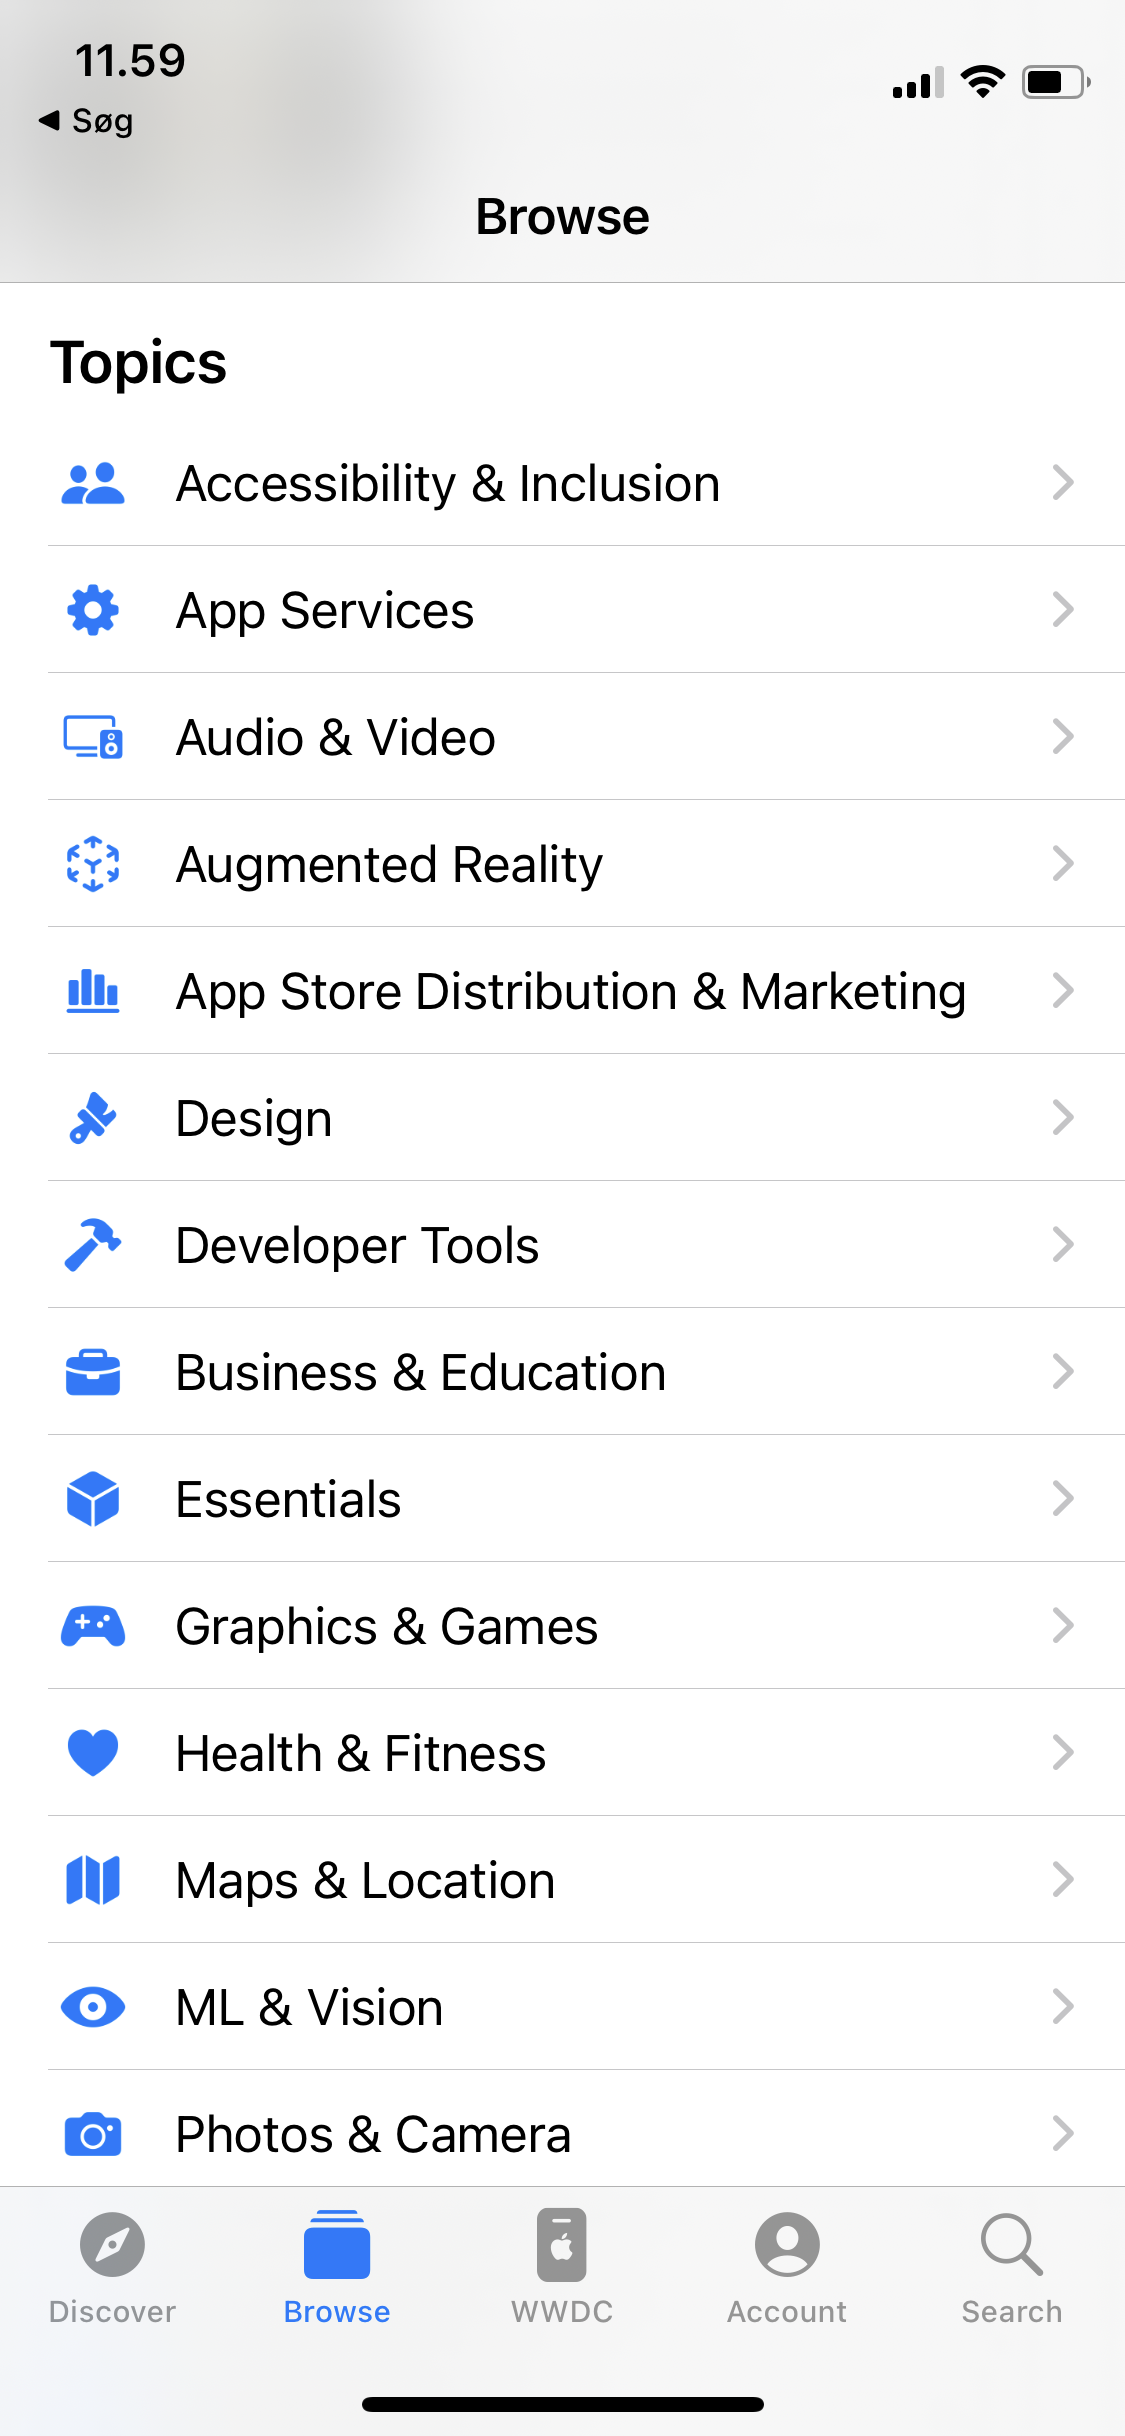 11.59
◀ Søg
Browse
Topics
Accessibility & Inclusion
App Services
Audio & Video
Augmented Reality
App Store Distribution & Marketing
Design
Developer Tools
Business & Education
Essentials
Graphics & Games
Health & Fitness
Maps & Location
ML & Vision
Photos & Camera
Discover
Browse
WWDC
Account
Search